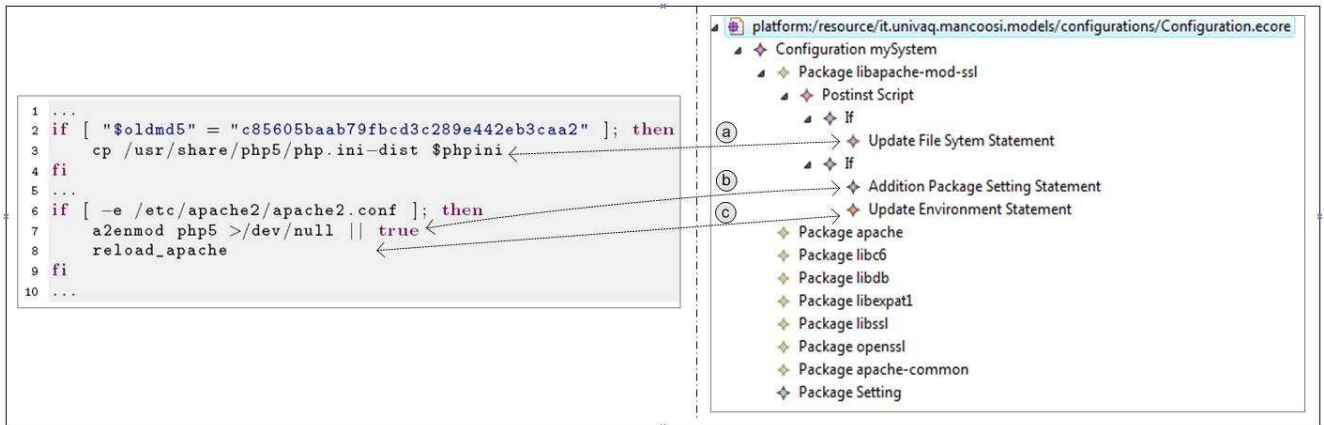 1 ...
2 if [ "$oldmd5" = "c85605baab79fbcd3c289e442eb3caa2" ]; then
3 cp /usr/share/php5/php.ini-dist $phpini
4 fi
5 ...
6 if [ -e /etc/apache2/apache2.conf ]; then
7 a2enmod php5 >/dev/null || true
8 reload_apache
9 fi
10 ...
a
b
c
platform:/resource/it.univaq.mancoosi.models/configurations/Configuration.ecore
Configuration mySystem
Package libapache-mod-ssl
Postinst Script
If
Update File Sytem Statement
If
Addition Package Setting Statement
Update Environment Statement
Package apache
Package libc6
Package libdb
Package libexpat1
Package libssl
Package openssl
Package apache-common
Package Setting